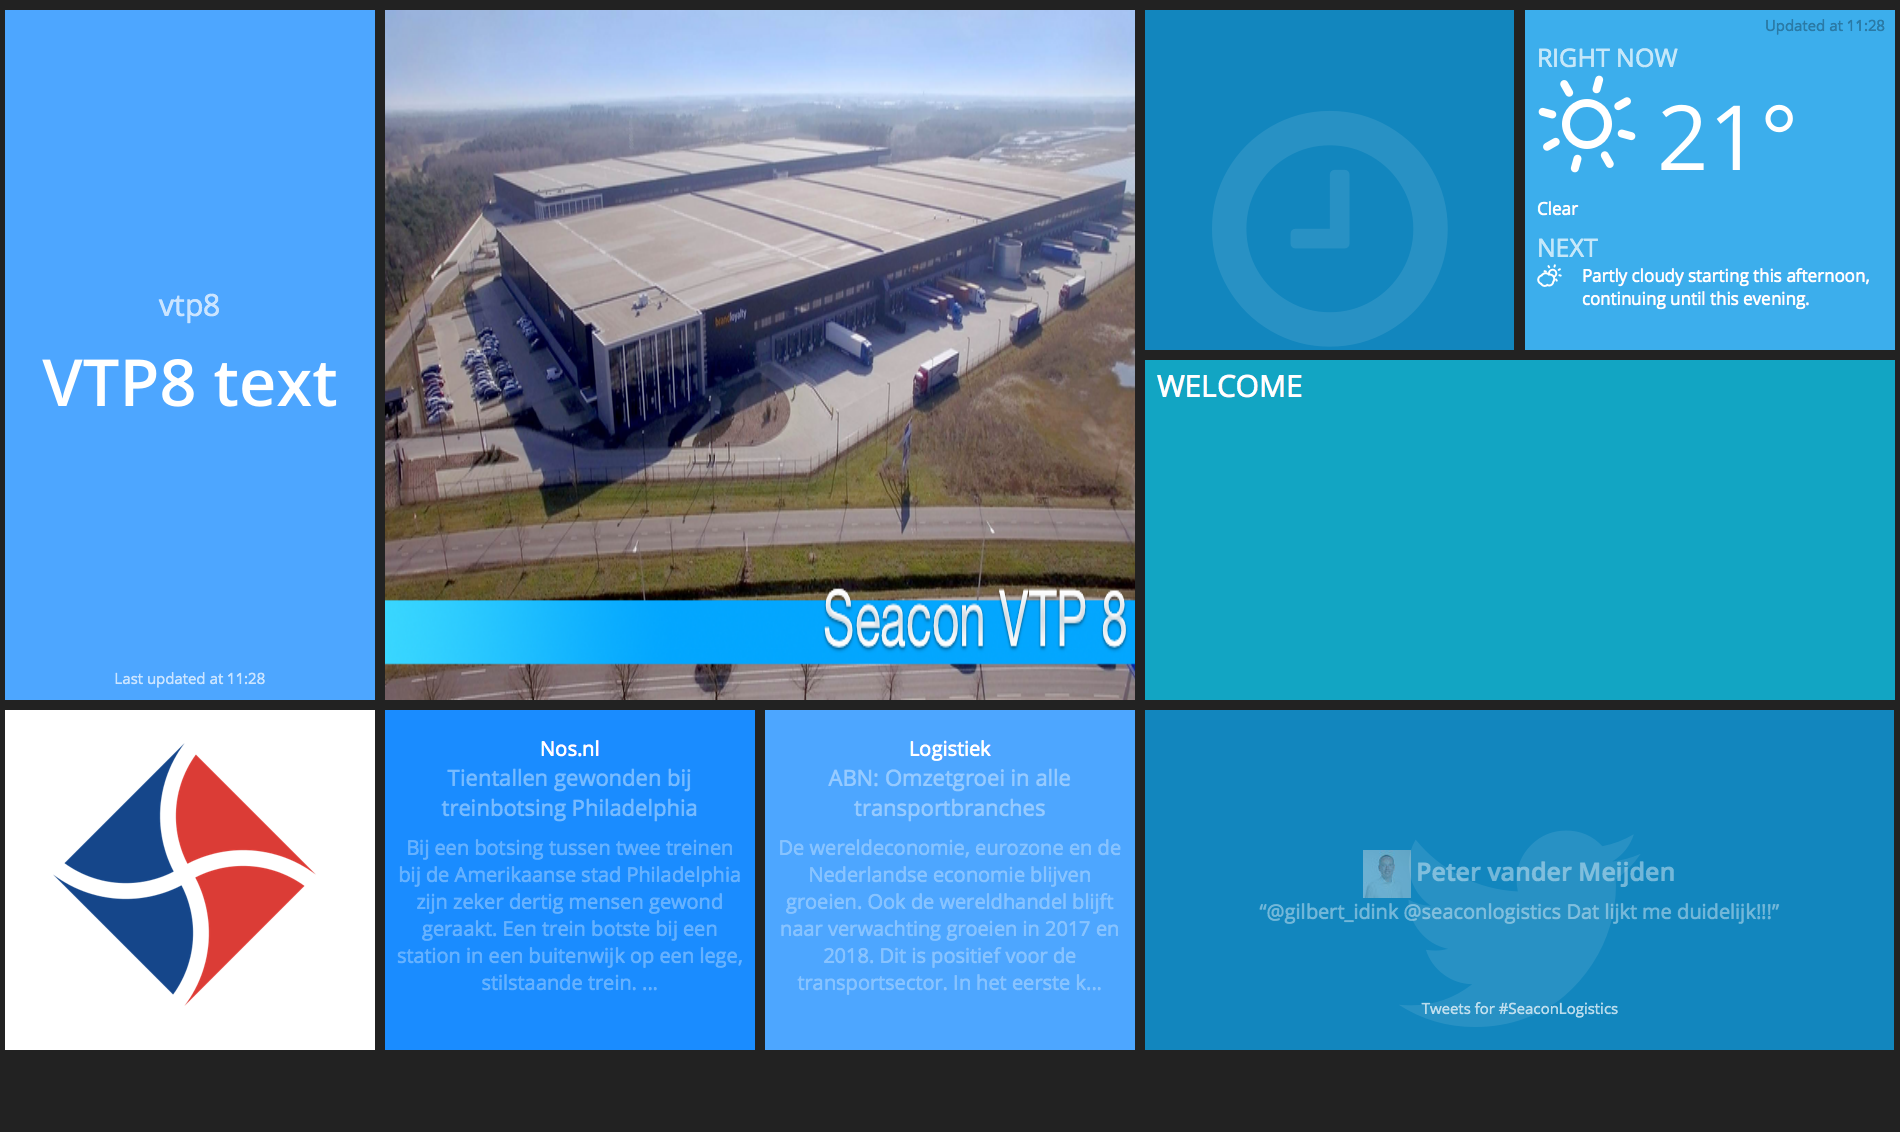 vtp8
VTP8 text
Last updated at 11:28
brandloyalty
Seacon VTP 8
Updated at 11:28
RIGHT NOW
21°
Clear
NEXT
Partly cloudy starting this afternoon,
continuing until this evening.
WELCOME
Nos.nl
Tientallen gewonden bij
treinbotsing Philadelphia
Bij een botsing tussen twee treinen
bij de Amerikaanse stad Philadelphia
zijn zeker dertig mensen gewond
geraakt. Een trein botste bij een
station in een buitenwijk op een lege,
stilstaande trein. ...
Logistiek
ABN: Omzetgroei in alle
transportbranches
De wereldeconomie, eurozone en de
Nederlandse economie blijven
groeien. Ook de wereldhandel blijft
naar verwachting groeien in 2017 en
2018. Dit is positief voor de
transportsector. In het eerste k...
Peter vander Meijden
“@gilbert_idink @seaconlogistics Dat lijkt me duidelijk!!!”
Tweets for #SeaconLogistics